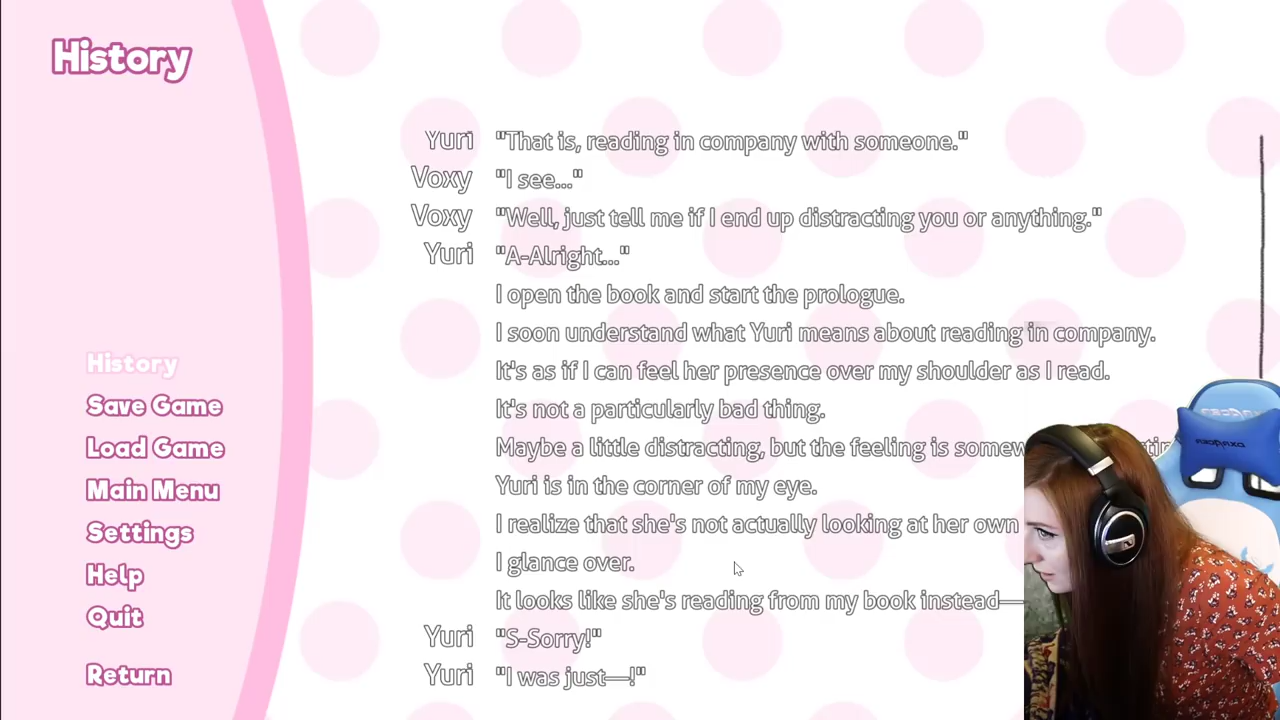 History
Yuri "That is, reading in company with someone."
Voxy "I see..."
Voxy "Well, just tell me if I end up distracting you or anything."
Yuri "A-Alright..."
I open the book and start the prologue.
I soon understand what Yuri means about reading in company.
It's as if I can feel her presence over my shoulder as I read.
It's not a particularly bad thing.
Maybe a little distracting, but the feeling is
Yuri is in the corner of my eye.
I realize that she's not actually looking at her own
I glance over.
It looks like she's reading from my book instead—
Yuri "S-Sorry!"
Yuri "I was just—!"
History
Save Game
Load Game
Main Menu
Settings
Help
Quit
Return